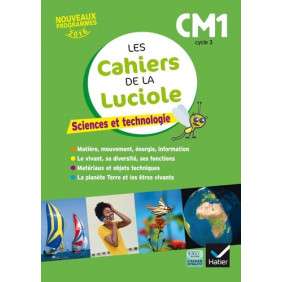 NOUVEAUX
PROGRAMMES
2016
CM1
cycle 3
LES
Cahiers
DE LA
Luciole
Sciences et technologie
Matière, mouvement, énergie, information
Le vivant, sa diversité, ses fonctions
Matériaux et objets techniques
La planète Terre et les êtres vivants
Hatier